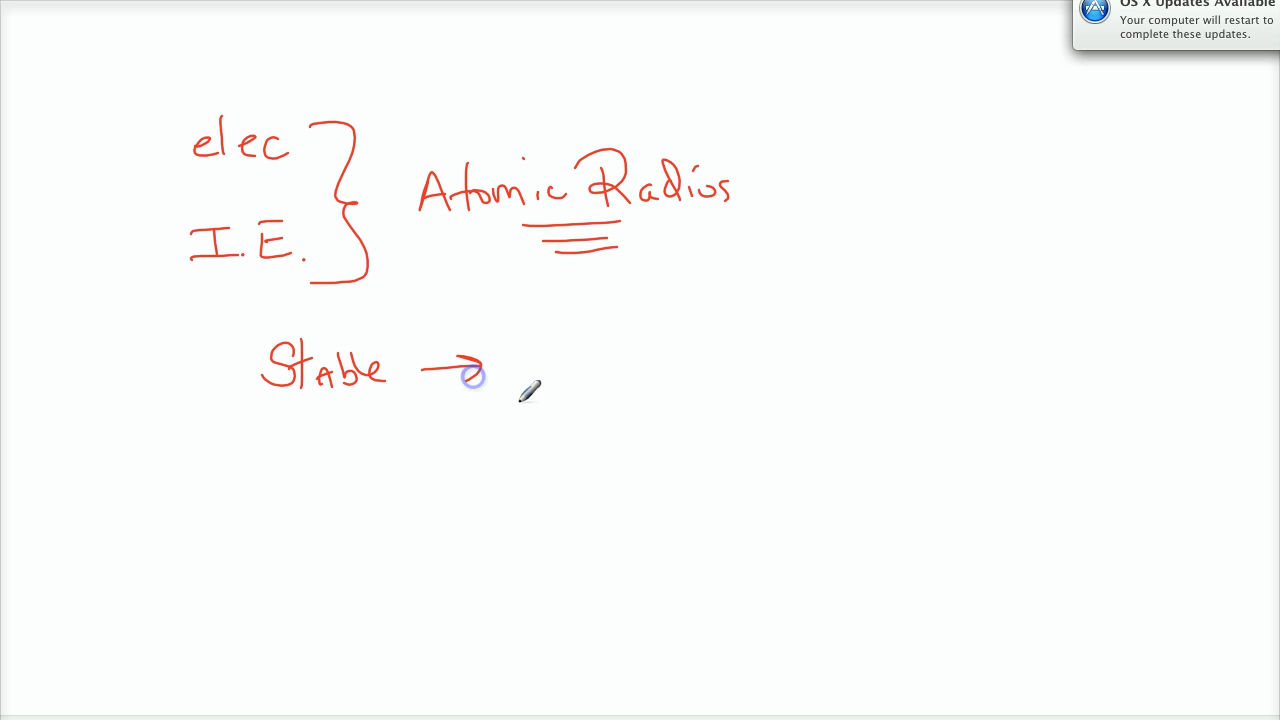 OS X Updates Available
Your computer will restart to
complete these updates.
elec
I.E.
Atomic Radius
Stable →